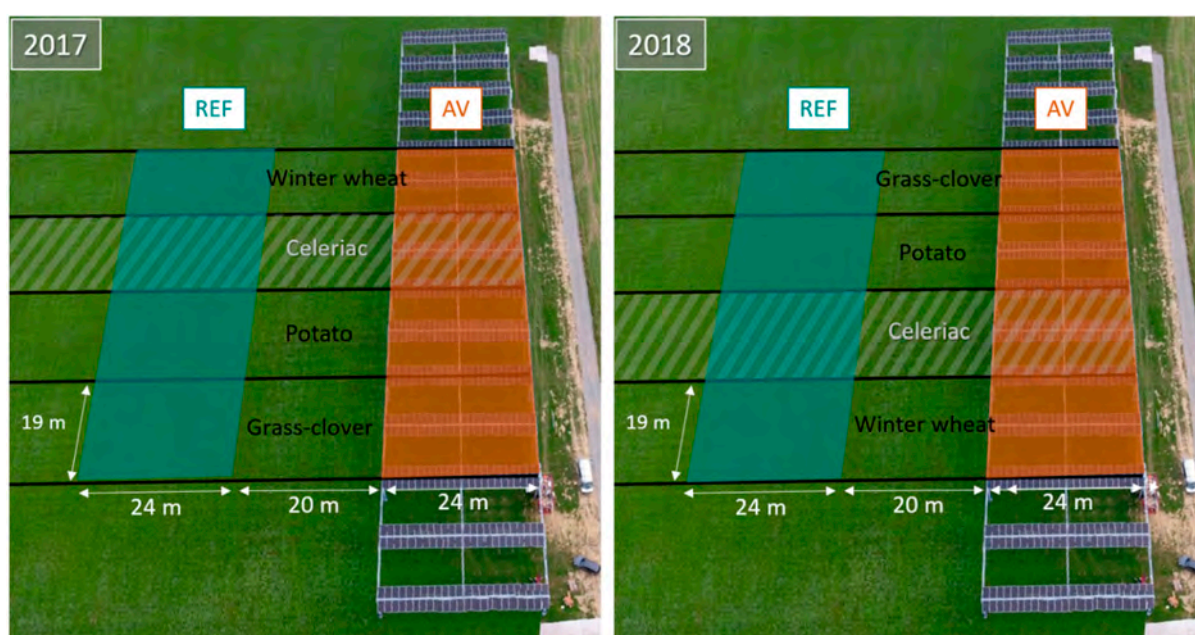 2017
REF
AV
Winter wheat
Celeriac
Potato
Grass-clover
19 m
24 m
20 m
24 m
2018
REF
AV
Grass-clover
Potato
Celeriac
Winter wheat
19 m
24 m
20 m
24 m